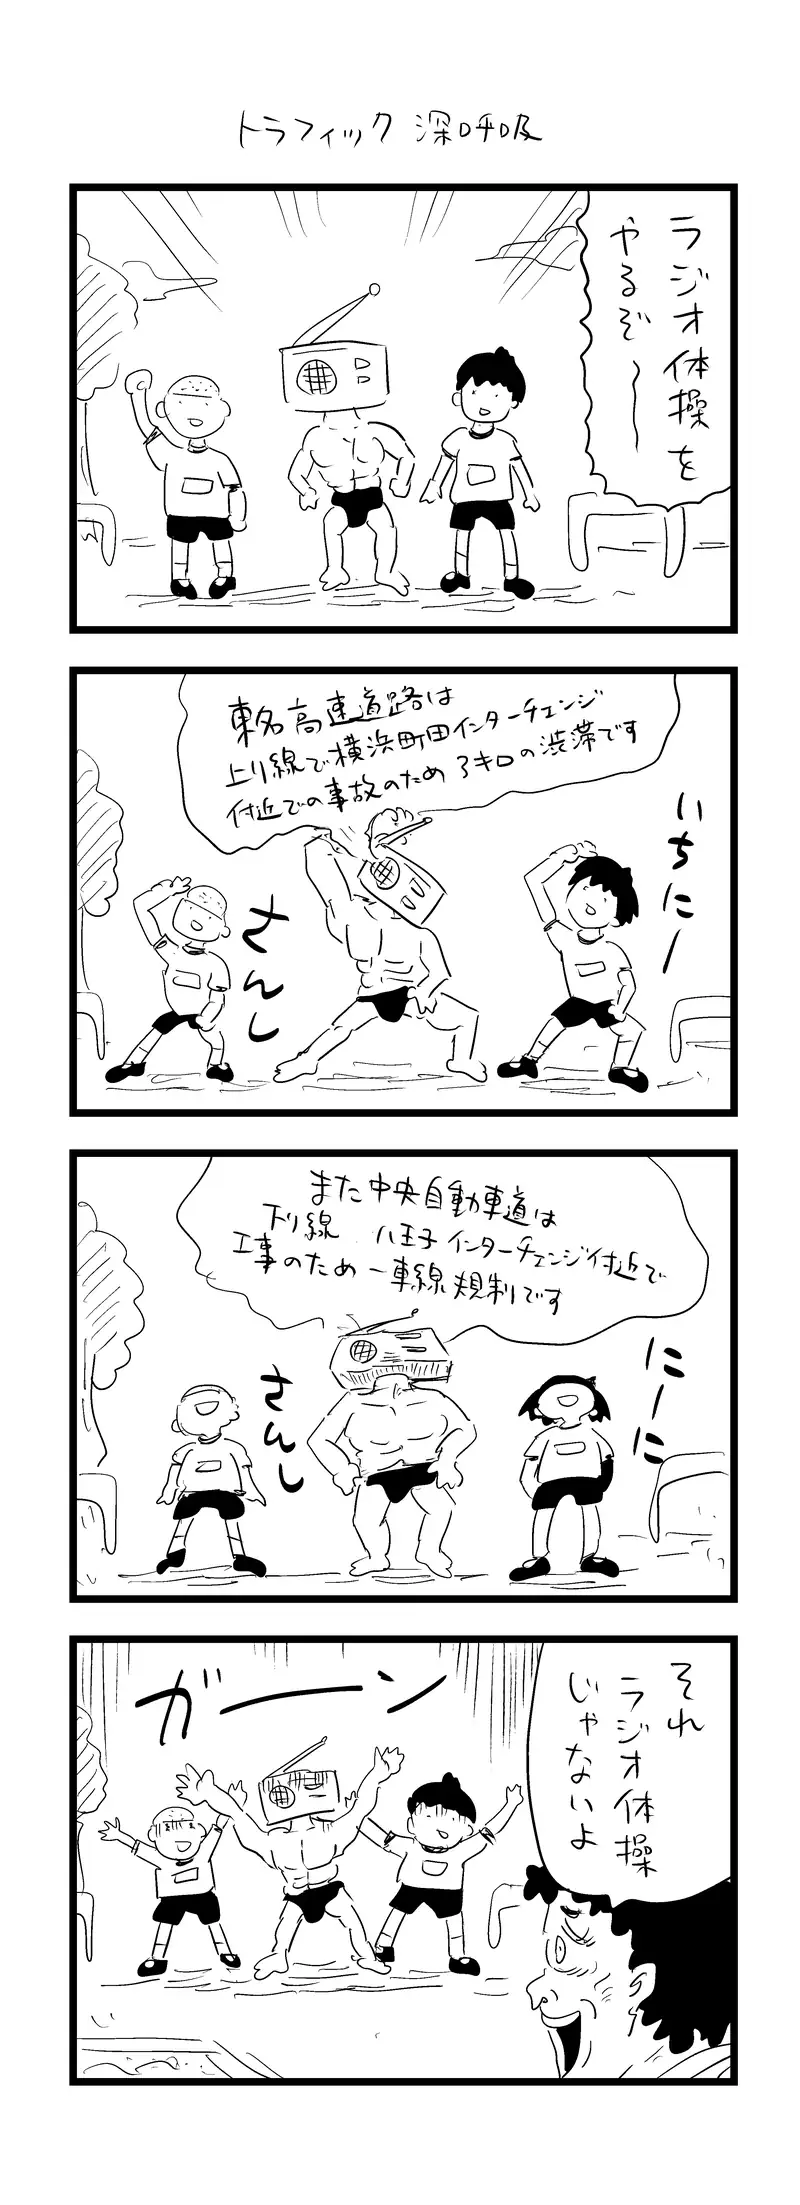 トラフィック 深呼吸
ラジオ体操を
やるぞ〜〜
東名高速道路は
上り線で横浜町田インターチェンジ
付近での事故のため 3キロの渋滞です
いちにー
さんし
また中央自動車道は
下り線 八王子インターチェンジ付近で
工事のため 一車線規制です
にーに
さんし
それ
ラジオ体操
じゃないよ
ガーーン